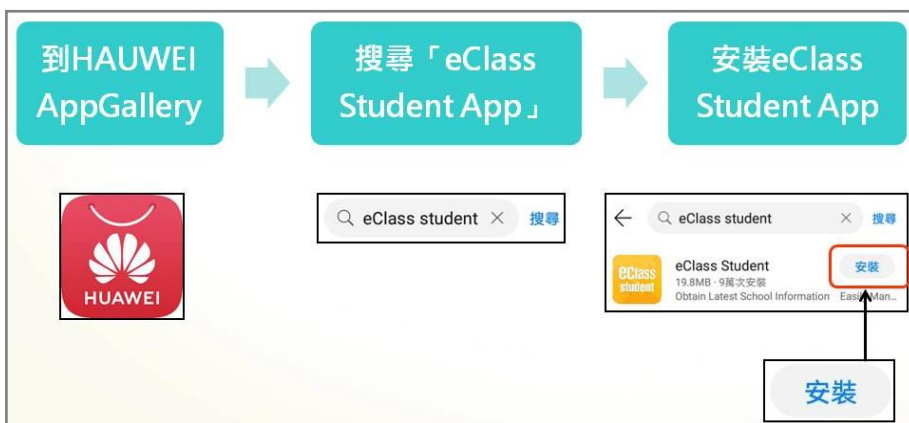 到HAUWEI
AppGallery
搜尋「eClass
Student App」
安裝eClass
Student App
HUAWEI
eClass student
搜尋
eClass student
搜尋
eClass
student
eClass Student
安裝
19.8MB · 9萬次安裝
Obtain Latest School Information Easily Man...
安裝